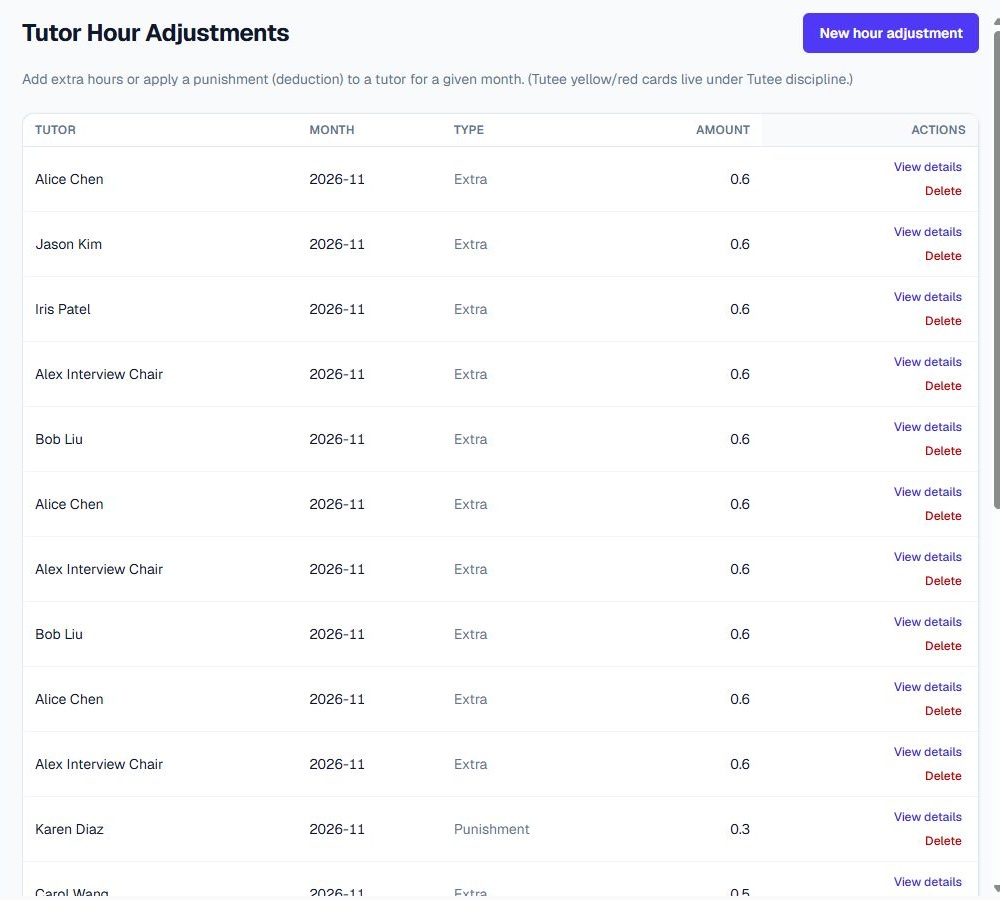 Tutor Hour Adjustments
New hour adjustment
Add extra hours or apply a punishment (deduction) to a tutor for a given month. (Tutee yellow/red cards live under Tutee discipline.)
TUTOR MONTH TYPE AMOUNT ACTIONS
Alice Chen 2026-11 Extra 0.6 View details
Delete
Jason Kim 2026-11 Extra 0.6 View details
Delete
Iris Patel 2026-11 Extra 0.6 View details
Delete
Alex Interview Chair 2026-11 Extra 0.6 View details
Delete
Bob Liu 2026-11 Extra 0.6 View details
Delete
Alice Chen 2026-11 Extra 0.6 View details
Delete
Alex Interview Chair 2026-11 Extra 0.6 View details
Delete
Bob Liu 2026-11 Extra 0.6 View details
Delete
Alice Chen 2026-11 Extra 0.6 View details
Delete
Alex Interview Chair 2026-11 Extra 0.6 View details
Delete
Karen Diaz 2026-11 Punishment 0.3 View details
Delete
Carol Wang 2026-11 Extra 0.5 View details